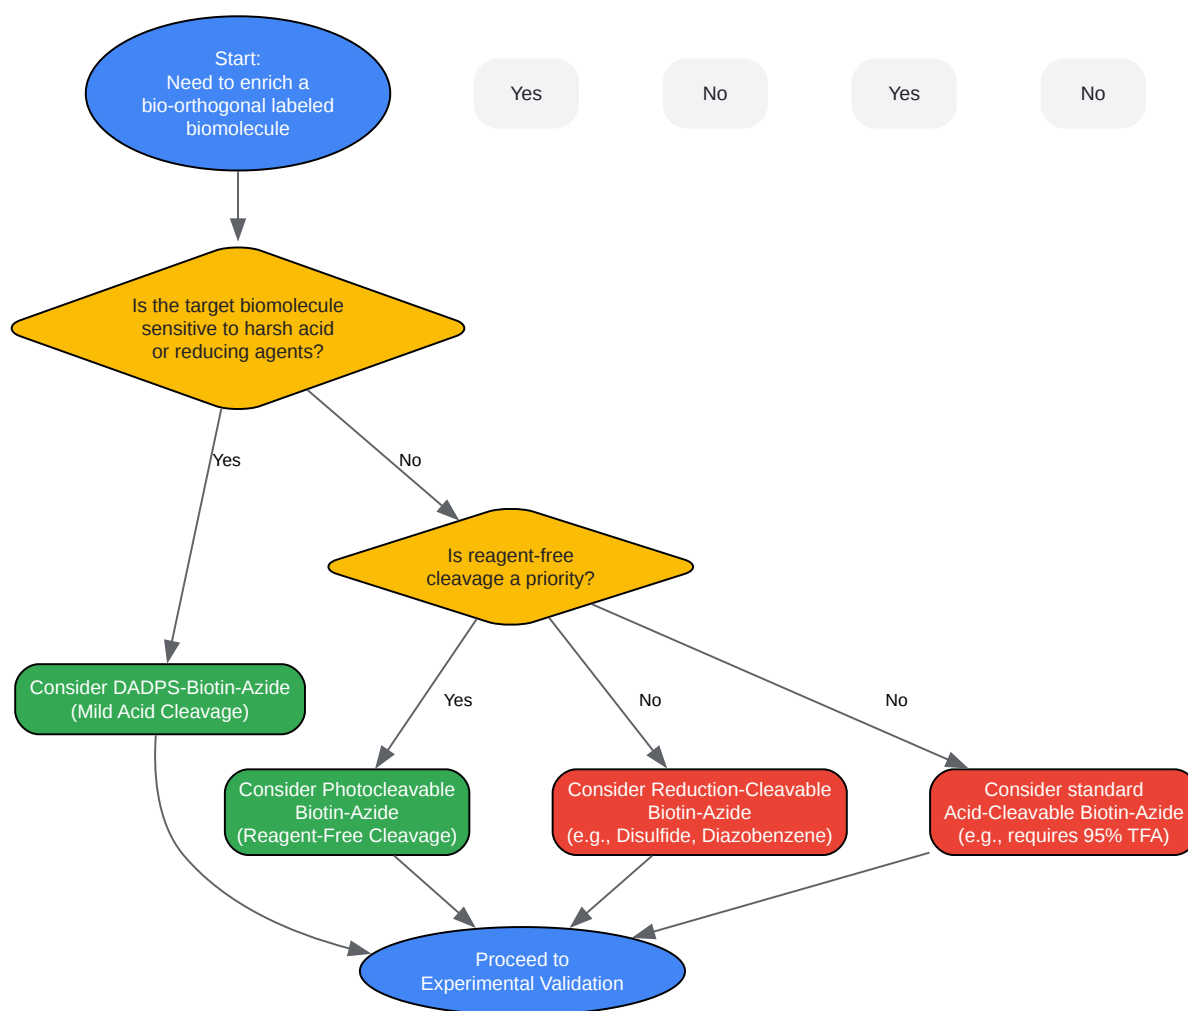 Start:
Need to enrich a
bio-orthogonal labeled
biomolecule
Yes
No
Yes
No
Is the target biomolecule
sensitive to harsh acid
or reducing agents?
Yes
No
Is reagent-free
cleavage a priority?
Consider DADPS-Biotin-Azide
(Mild Acid Cleavage)
Yes
No
No
Consider Photocleavable
Biotin-Azide
(Reagent-Free Cleavage)
Consider Reduction-Cleavable
Biotin-Azide
(e.g., Disulfide, Diazobenzene)
Consider standard
Acid-Cleavable Biotin-Azide
(e.g., requires 95% TFA)
Proceed to
Experimental Validation